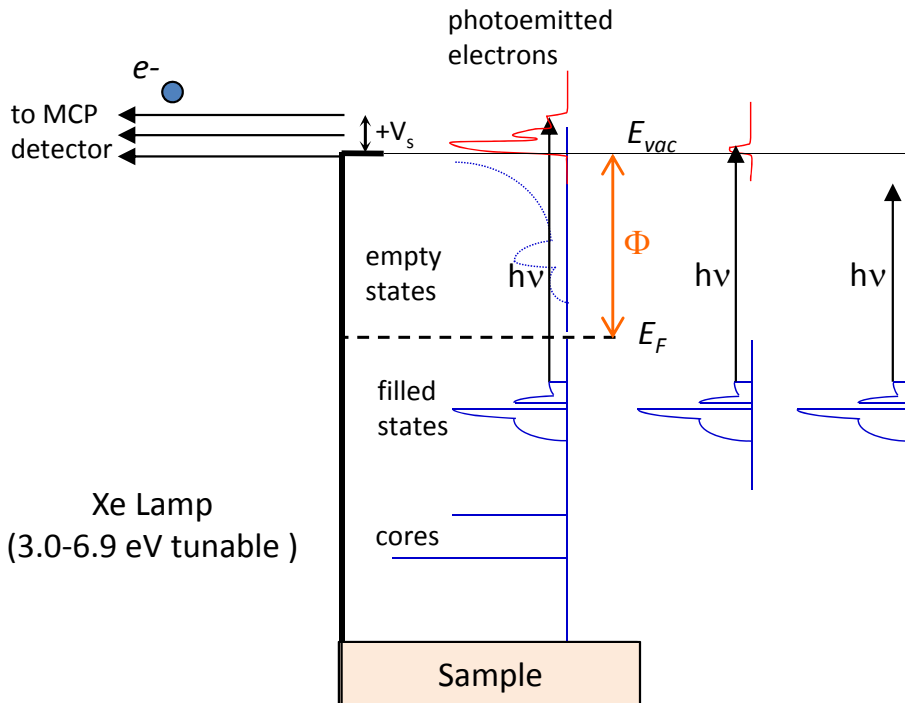 photoemitted
electrons
e-
to MCP
detector
+Vs
Evac
empty
states
hν
Φ
hν
hν
EF
filled
states
Xe Lamp
(3.0-6.9 eV tunable )
cores
Sample